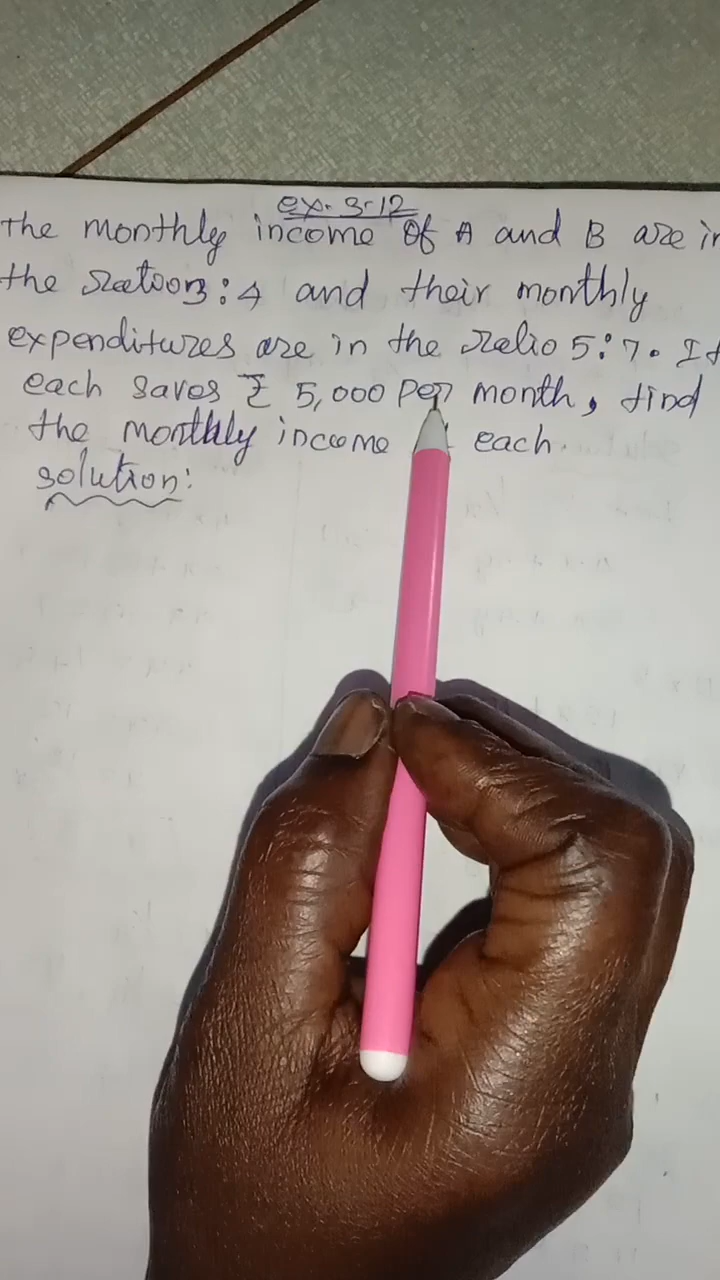 ex. 3.12
the monthly income of A and B are in
the ratio 3:4 and their monthly
expenditures are in the ratio 5:7. If
each saves ₹ 5,000 per month, find
the monthly income each.
solution: